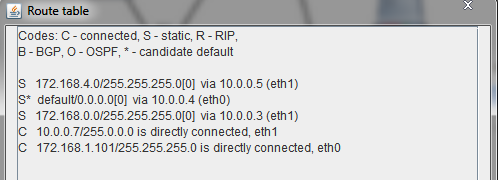 Route table
Codes: C - connected, S - static, R - RIP,
B - BGP, O - OSPF, * - candidate default
S 172.168.4.0/255.255.255.0[0] via 10.0.0.5 (eth1)
S* default/0.0.0.0[0] via 10.0.0.4 (eth0)
S 172.168.0.0/255.255.255.0[0] via 10.0.0.3 (eth1)
C 10.0.0.7/255.0.0.0 is directly connected, eth1
C 172.168.1.101/255.255.255.0 is directly connected, eth0